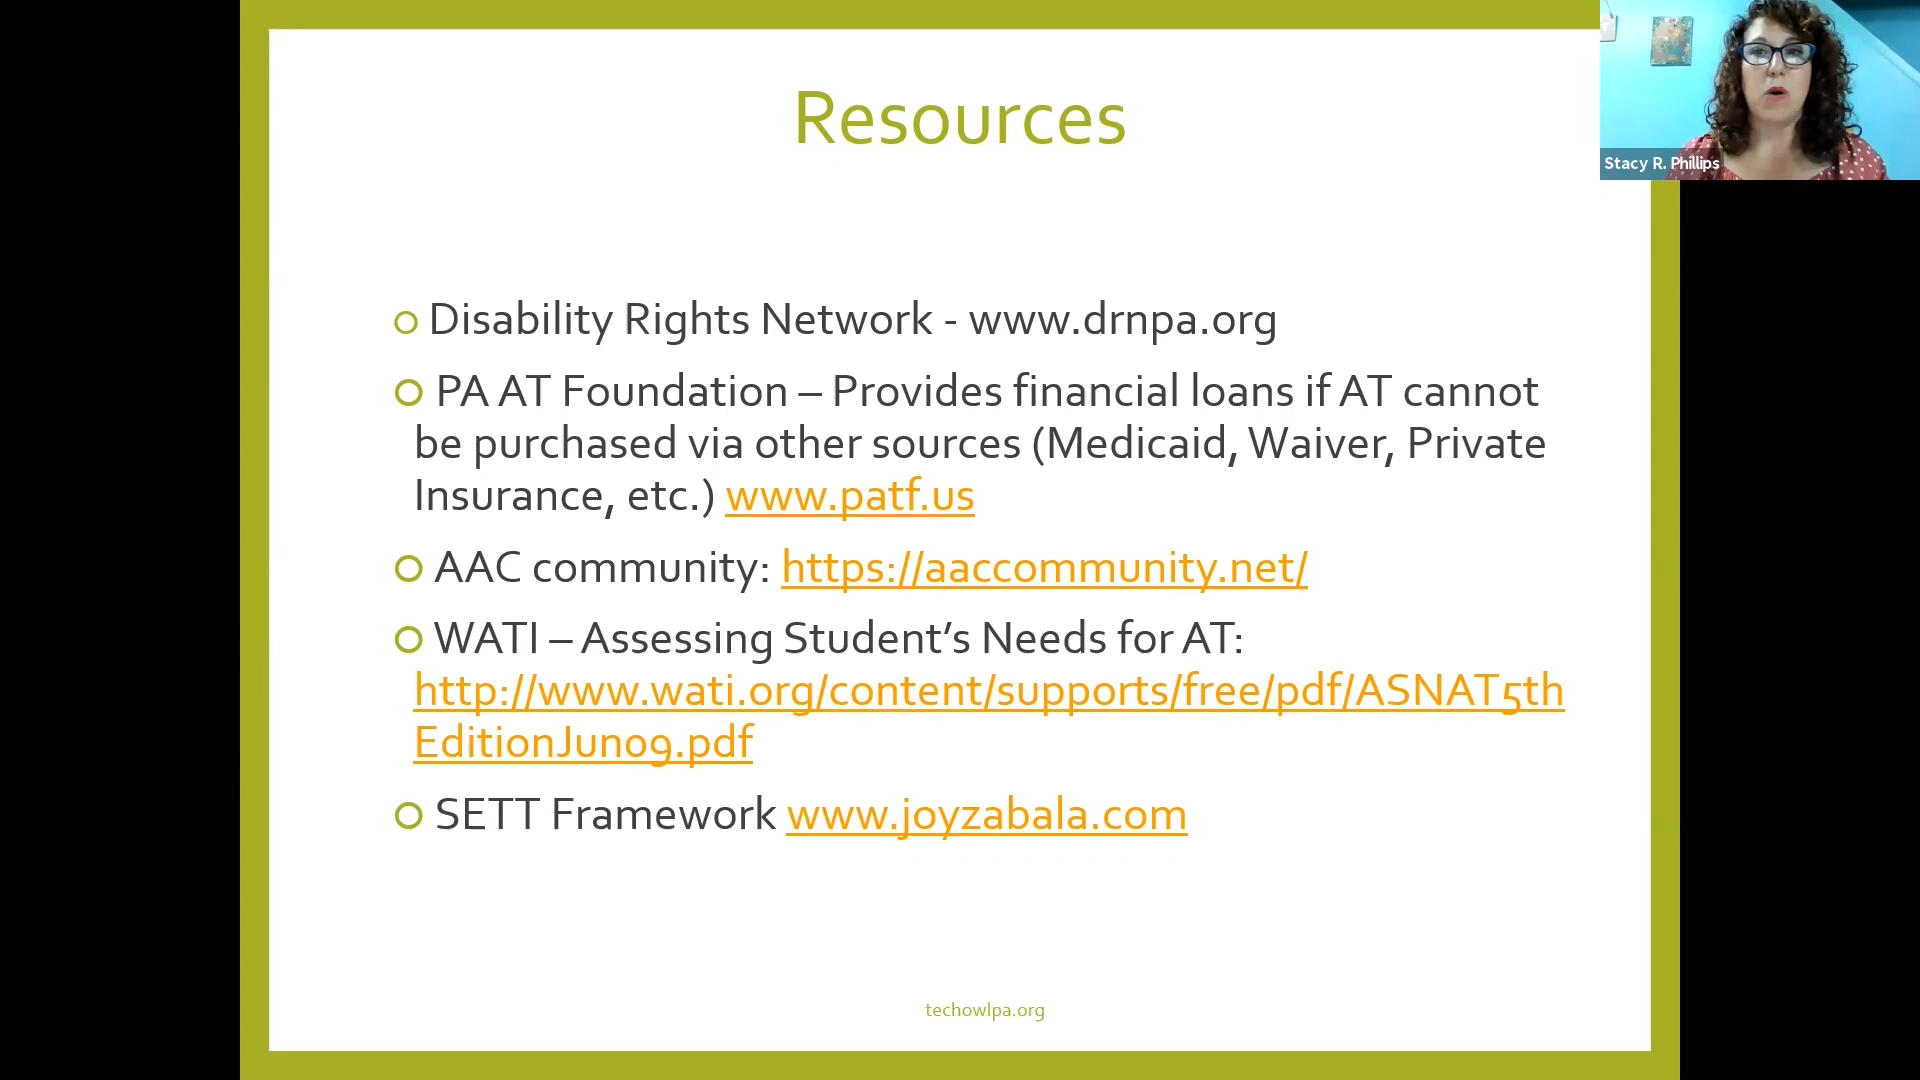 Resources
Stacy R. Phillips
Disability Rights Network - www.drnpa.org
PA AT Foundation – Provides financial loans if AT cannot
be purchased via other sources (Medicaid, Waiver, Private
Insurance, etc.) www.patf.us
AAC community: https://aaccommunity.net/
WATI – Assessing Student’s Needs for AT:
http://www.wati.org/content/supports/free/pdf/ASNAT5th
EditionJun09.pdf
SETT Framework www.joyzabala.com
techowlpa.org